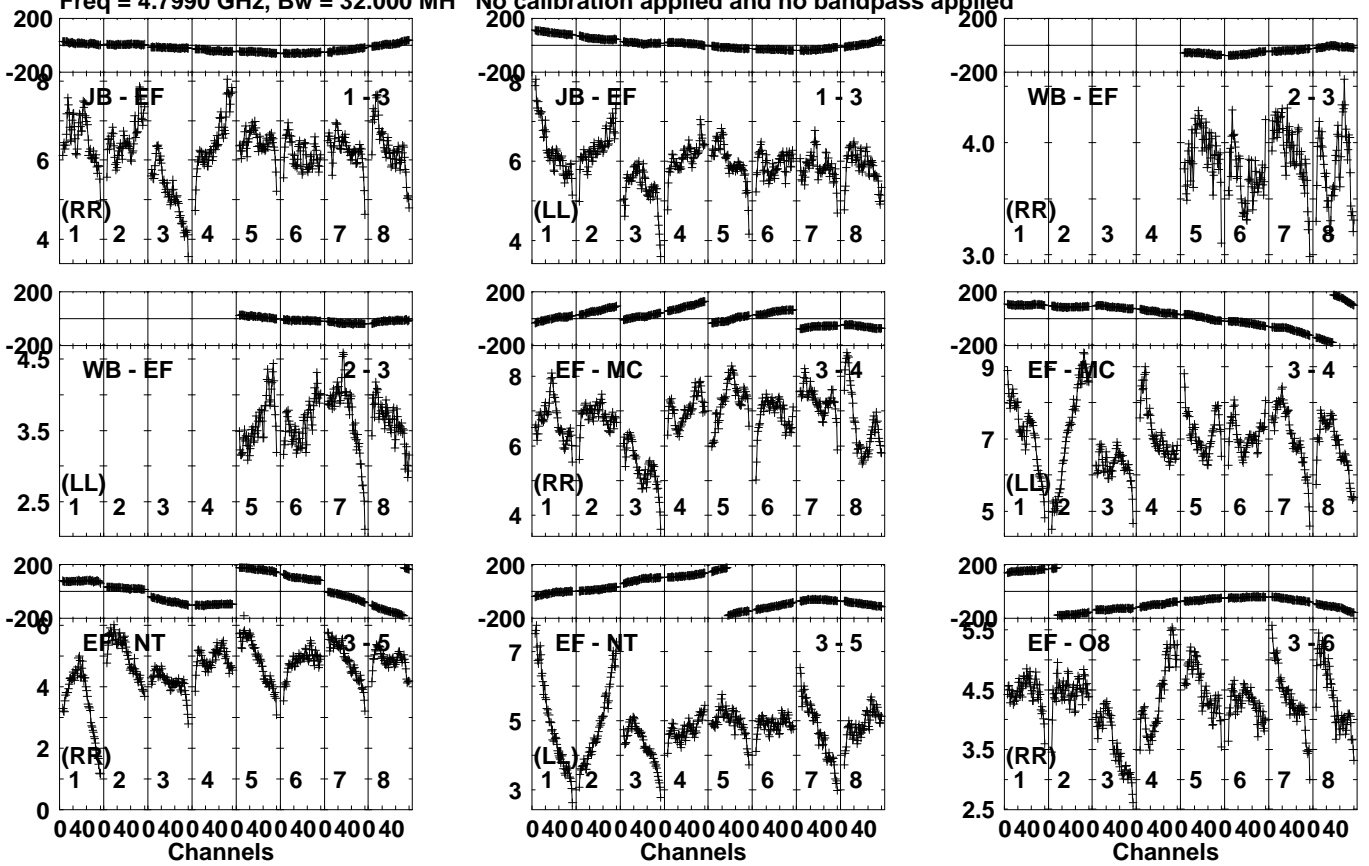 Freq = 4.7990 GHz, Bw = 32.000 MH No calibration applied and no bandpass applied
200 200 200
-200 -200 -200
8 JB - EF 1 - 3 8 JB - EF 1 - 3 WB - EF 2 - 3
6 6 4.0
(RR) (LL) (RR)
4 1 2 3 4 5 6 7 8 4 1 2 3 4 5 6 7 8 3.0 1 2 3 4 5 6 7 8
200 200 200
-200 -200 -200
4.5 WB - EF 2 - 3 8 EF - MC 3 - 4 9 EF - MC 3 - 4
3.5 6 7
(LL) (RR) (LL)
2.5 1 2 3 4 5 6 7 8 4 1 2 3 4 5 6 7 8 5 1 2 3 4 5 6 7 8
200 200 200
-200 -200 -200
6 EF - NT 3 - 5 7 EF - NT 3 - 5 5.5 EF - O8 3 - 6
4 5 4.5
2 3.5
(RR) (LL) (RR)
1 2 3 4 5 6 7 8 3 1 2 3 4 5 6 7 8 1 2 3 4 5 6 7 8
0 2.5
0 40 0 40 0 40 0 40 0 40 0 40 0 40 0 40 0 40 0 40 0 40 0 40 0 40 0 40 0 40 0 40 0 40 0 40 0 40 0 40 0 40 0 40 0 40 0 40
Channels Channels Channels